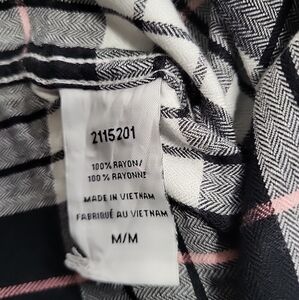 2115201
100% RAYON/
100% RAYONNE
MADE IN VIETNAM
FABRIQUÉ AU VIETNAM
M/M